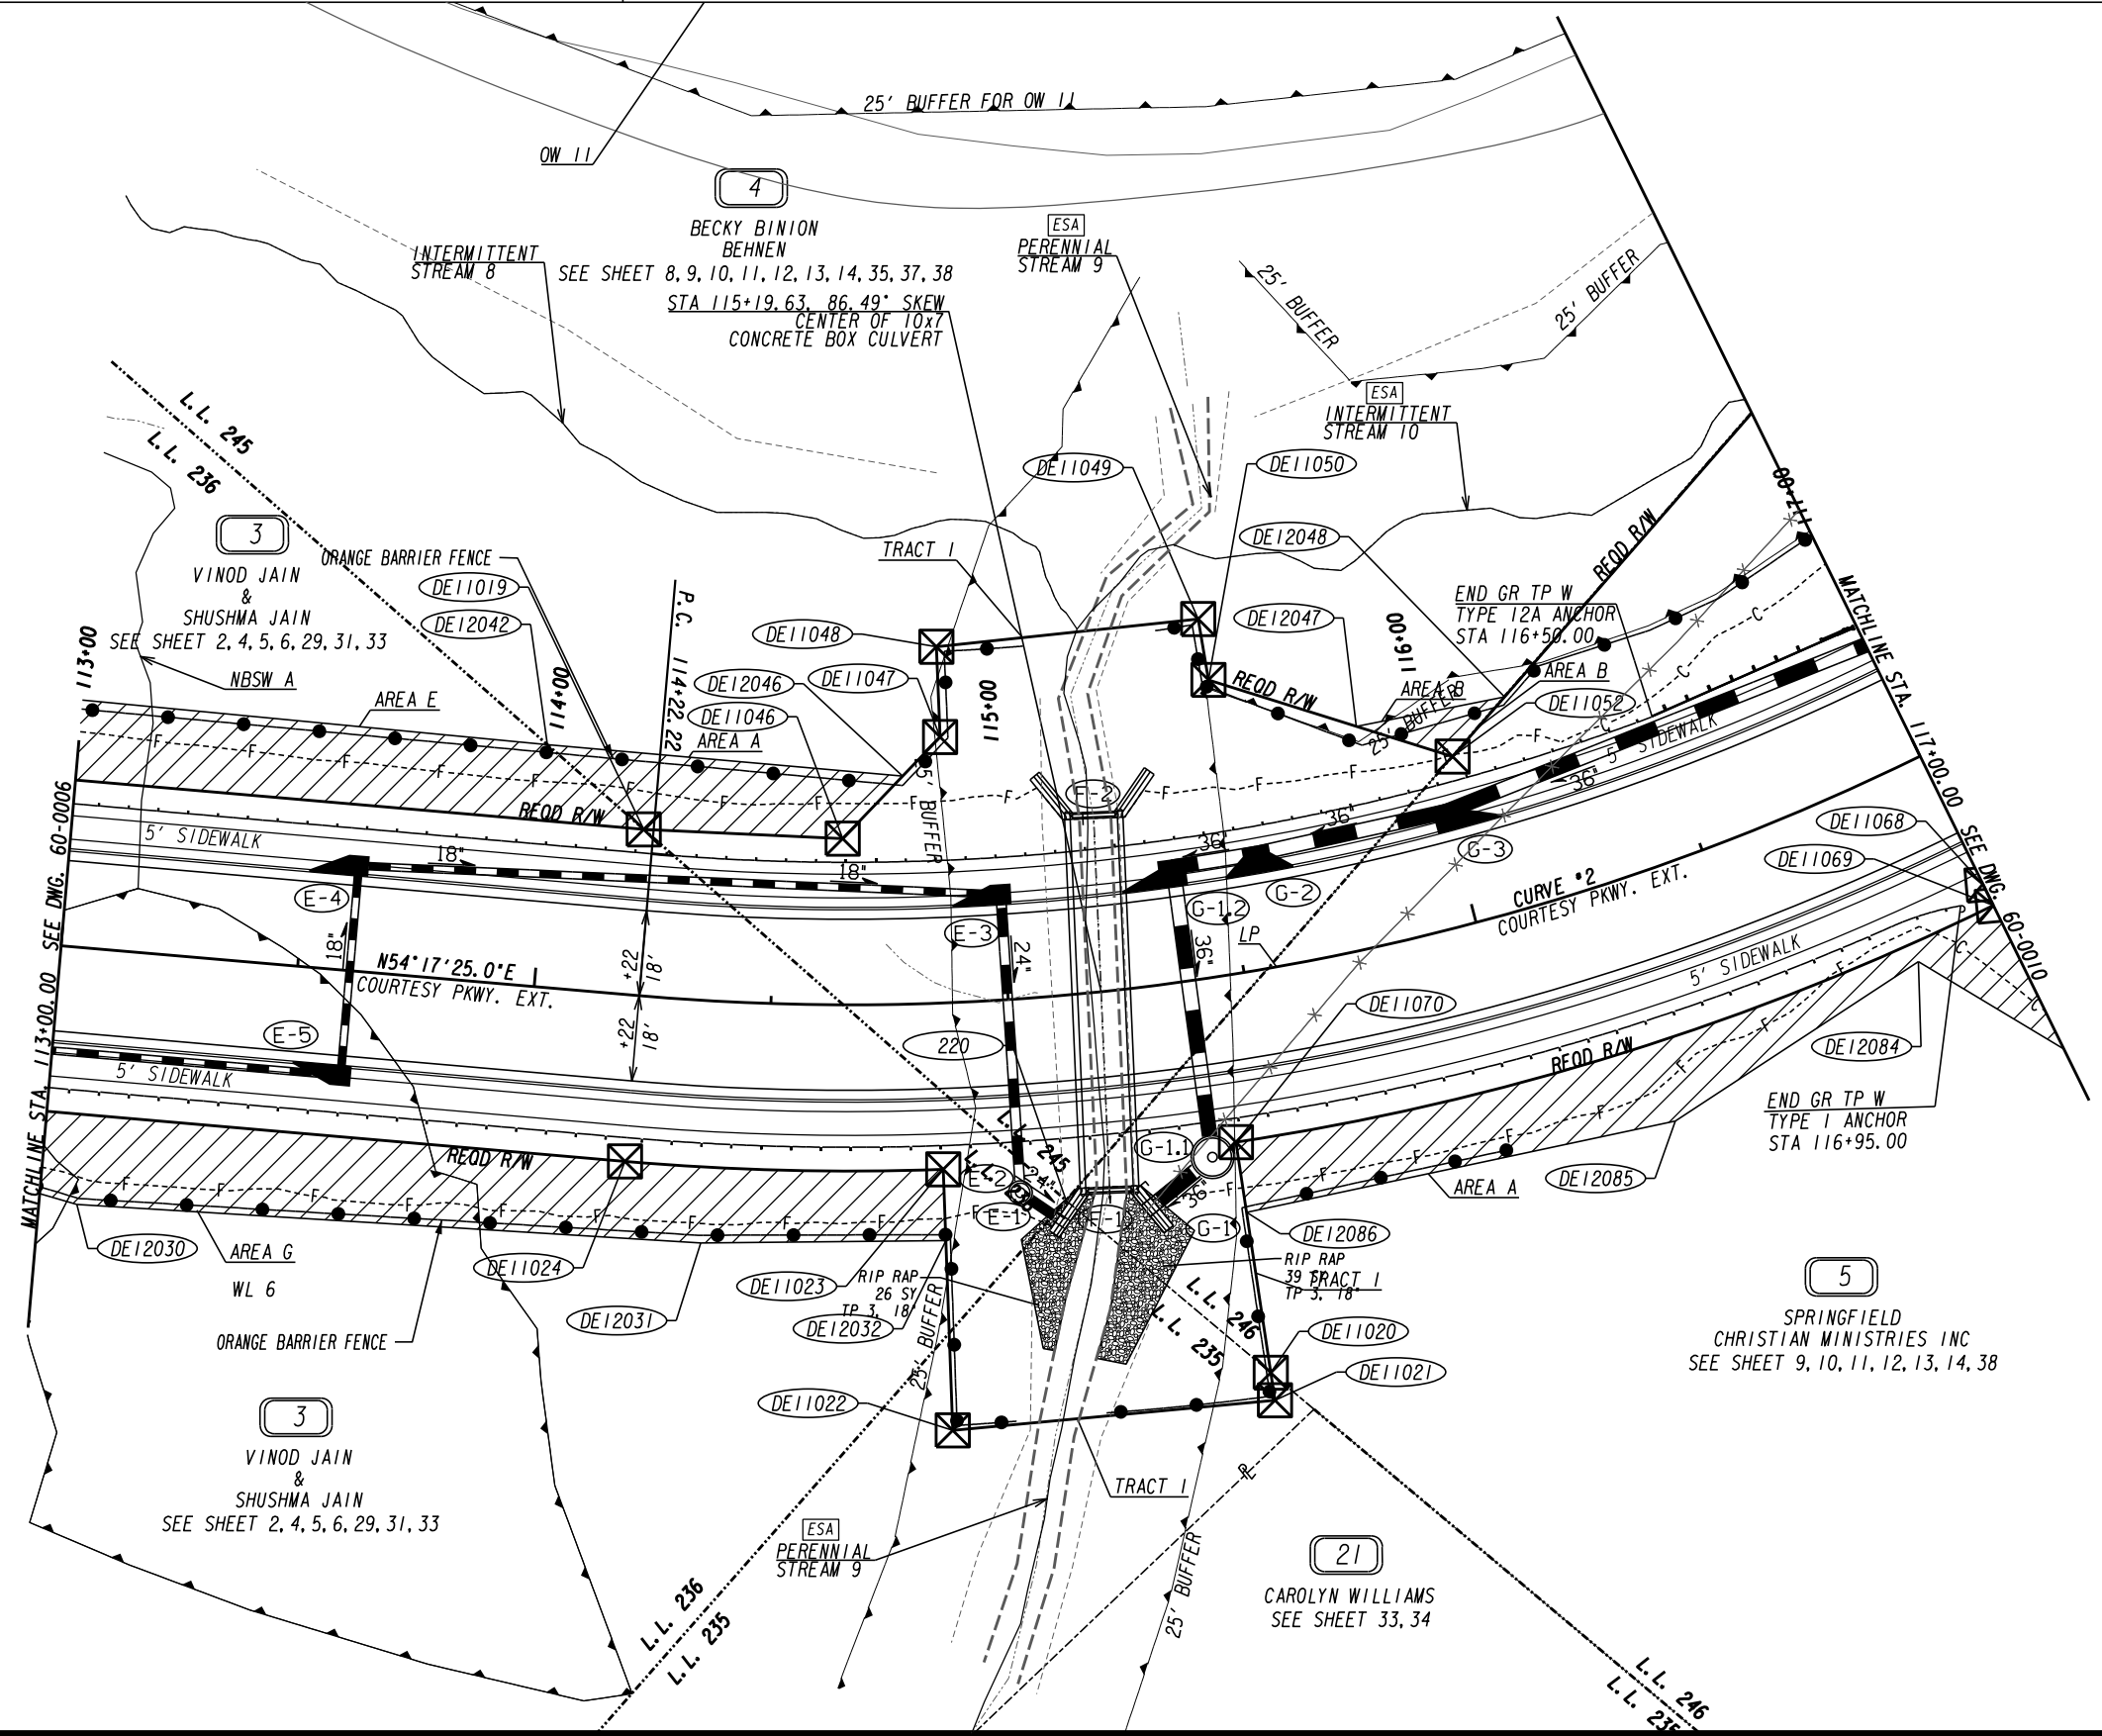 25' BUFFER FOR OW 11
OW 11
4
BECKY BINION
BEHNEN
SEE SHEET 8,9,10,11,12,13,14,35,37,38
STA 115+19.63, 86.49° SKEW
CENTER OF 10x7
CONCRETE BOX CULVERT
INTERMITTENT
STREAM 8
ESA
PERENNIAL
STREAM 9
25' BUFFER
25' BUFFER
ESA
INTERMITTENT
STREAM 10
L.L. 245
L.L. 236
3
VINOD JAIN
&
SHUSHMA JAIN
SEE SHEET 2,4,5,6,29,31,33
NBSW A
ORANGE BARRIER FENCE
DE11019
DE12042
AREA E
113+00
114+00
P.C. 114+22.22
DE11048
DE12046
DE11047
DE11046
AREA A
TRACT 1
115+00
DE11049
DE11050
DE12048
DE12047
116+00
REQD R/W
REQD R/W
END GR TP W
TYPE 12A ANCHOR
STA 116+50.00
AREA B
AREA B
25' BUFFER
DE11052
117+00
MATCHLINE STA. 117+00.00 SEE DWG. 60-0010
MATCHLINE STA. 113+00.00 SEE DWG. 60-0006
REQD R/W
5' SIDEWALK
5' SIDEWALK
25' BUFFER
F
F
F
F
F
F
F
F
F
F
F
F
C
C
C
E-2
18"
18"
E-4
18"
E-5
E-3
24"
36"
36"
36"
G-3
G-2
G-1.2
36"
LP
N54°17'25.0"E
COURTESY PKWY. EXT.
CURVE #2
COURTESY PKWY. EXT.
+22
18'
+22
18'
220
DE11068
DE11069
DE11070
DE12084
END GR TP W
TYPE 1 ANCHOR
STA 116+95.00
5' SIDEWALK
5' SIDEWALK
REQD R/W
REQD R/W
L.L. 245
G-1.1
E-2
24"
E-1
E-1
36"
G-1
AREA A
DE12085
DE12086
DE12030
AREA G
WL 6
DE11024
ORANGE BARRIER FENCE
DE12031
DE11023
DE12032
RIP RAP
26 SY
TP 3, 18"
RIP RAP
39 SY
TP 3, 18"
TRACT 1
25' BUFFER
L.L. 246
L.L. 235
DE11020
DE11021
DE11022
5
SPRINGFIELD
CHRISTIAN MINISTRIES INC
SEE SHEET 9,10,11,12,13,14,38
3
VINOD JAIN
&
SHUSHMA JAIN
SEE SHEET 2,4,5,6,29,31,33
TRACT 1
ESA
PERENNIAL
STREAM 9
25' BUFFER
21
CAROLYN WILLIAMS
SEE SHEET 33,34
L.L. 236
L.L. 235
L.L. 246
L.L. 235